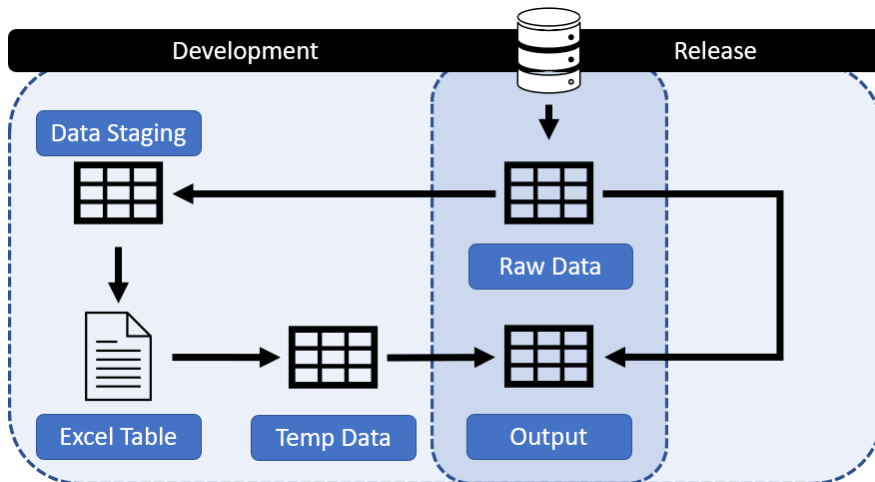 Development
Release
Data Staging
Raw Data
Excel Table
Temp Data
Output